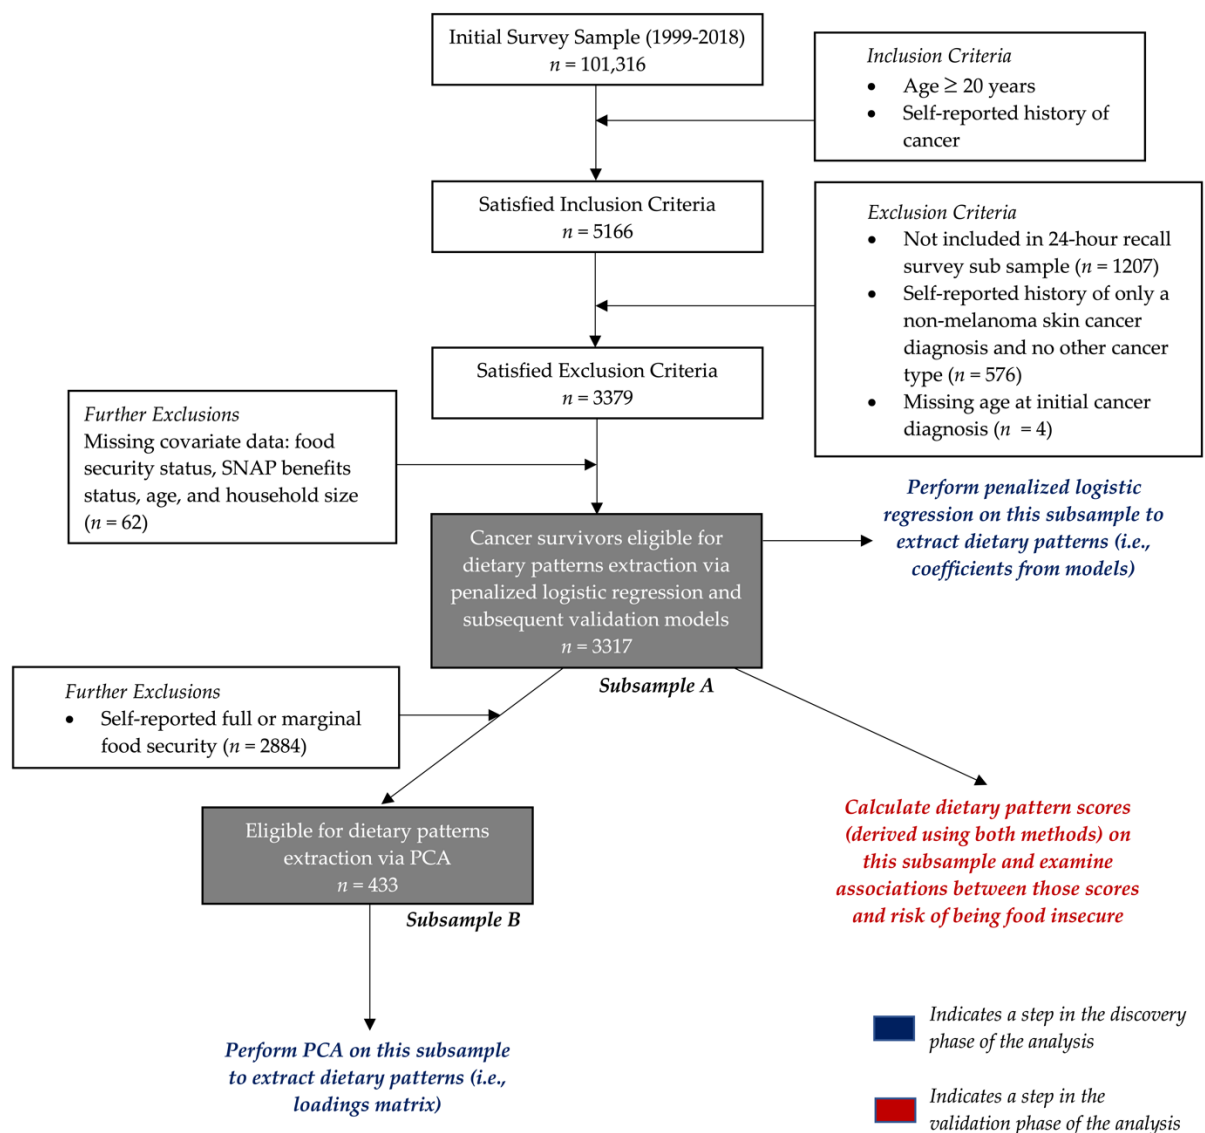 Initial Survey Sample (1999-2018)
n = 101,316
Inclusion Criteria
• Age ≥ 20 years
• Self-reported history of
cancer
Satisfied Inclusion Criteria
n = 5166
Exclusion Criteria
• Not included in 24-hour recall
survey sub sample (n = 1207)
• Self-reported history of only a
non-melanoma skin cancer
diagnosis and no other cancer
type (n = 576)
• Missing age at initial cancer
diagnosis (n = 4)
Satisfied Exclusion Criteria
n = 3379
Further Exclusions
Missing covariate data: food
security status, SNAP benefits
status, age, and household size
(n = 62)
Cancer survivors eligible for
dietary patterns extraction via
penalized logistic regression and
subsequent validation models
n = 3317
Subsample A
Perform penalized logistic
regression on this subsample to
extract dietary patterns (i.e.,
coefficients from models)
Further Exclusions
• Self-reported full or marginal
food security (n = 2884)
Eligible for dietary patterns
extraction via PCA
n = 433
Subsample B
Calculate dietary pattern scores
(derived using both methods) on
this subsample and examine
associations between those scores
and risk of being food insecure
Perform PCA on this subsample
to extract dietary patterns (i.e.,
loadings matrix)
Indicates a step in the discovery
phase of the analysis
Indicates a step in the
validation phase of the analysis